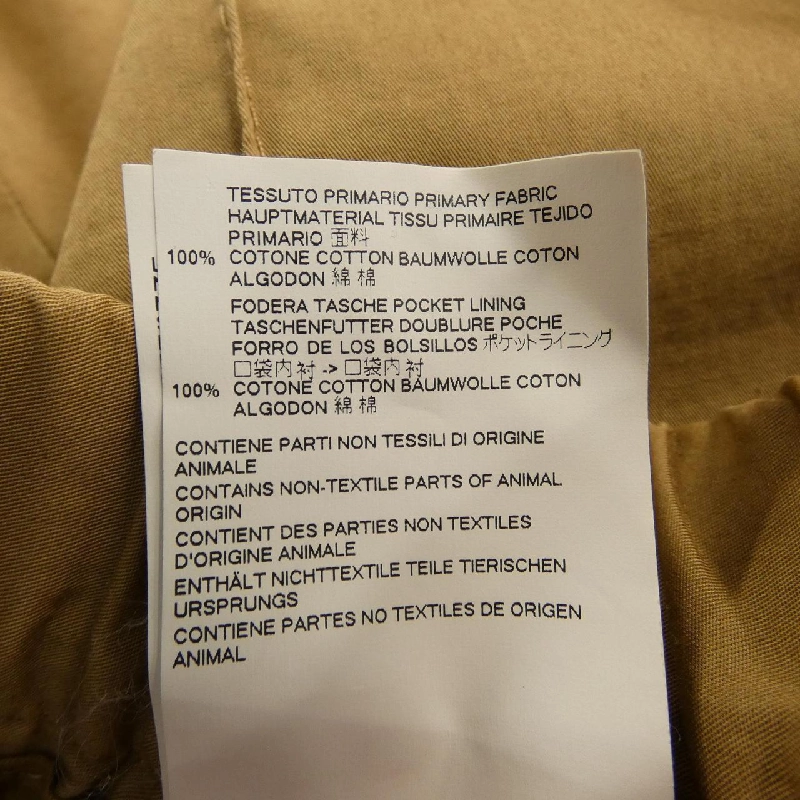 TESSUTO PRIMARIO PRIMARY FABRIC
HAUPTMATERIAL TISSU PRIMAIRE TEJIDO
PRIMARIO 面料
100% COTONE COTTON BAUMWOLLE COTON
ALGODON 綿 棉
FODERA TASCHE POCKET LINING
TASCHENFUTTER DOUBLURE POCHE
FORRO DE LOS BOLSILLOS ポケットライニング
口袋内衬 -> 口袋内衬
100% COTONE COTTON BAUMWOLLE COTON
ALGODON 綿 棉
CONTIENE PARTI NON TESSiLI DI ORIGINE
ANIMALE
CONTAINS NON-TEXTILE PARTS OF ANIMAL
ORIGIN
CONTIENT DES PARTIES NON TEXTILES
D'ORIGINE ANIMALE
ENTHÄLT NICHTTEXTILE TEILE TIERISCHEN
URSPRUNGS
CONTIENE PARTES NO TEXTILES DE ORIGEN
ANIMAL